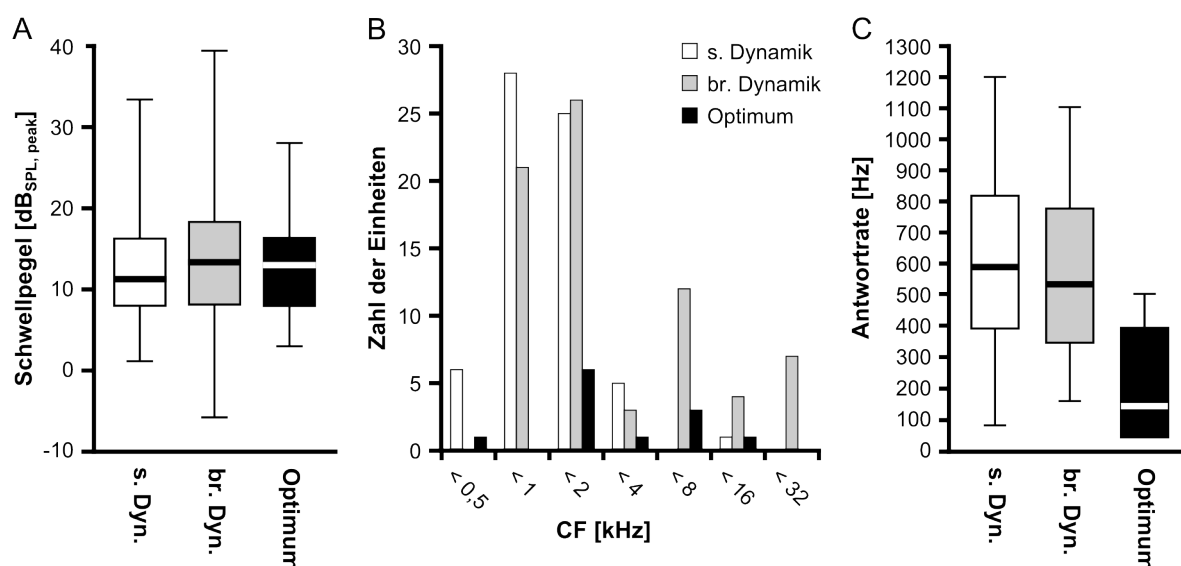 A
Schwellpegel [dBSPL, peak]
40
30
20
10
0
-10
s. Dyn.
br. Dyn.
Optimum
B
Zahl der Einheiten
30
25
20
15
10
5
0
s. Dynamik
br. Dynamik
Optimum
< 0,5
< 1
< 2
< 4
< 8
< 16
< 32
CF [kHz]
C
Antwortrate [Hz]
1300
1200
1100
1000
900
800
700
600
500
400
300
200
100
0
s. Dyn.
br. Dyn.
Optimum